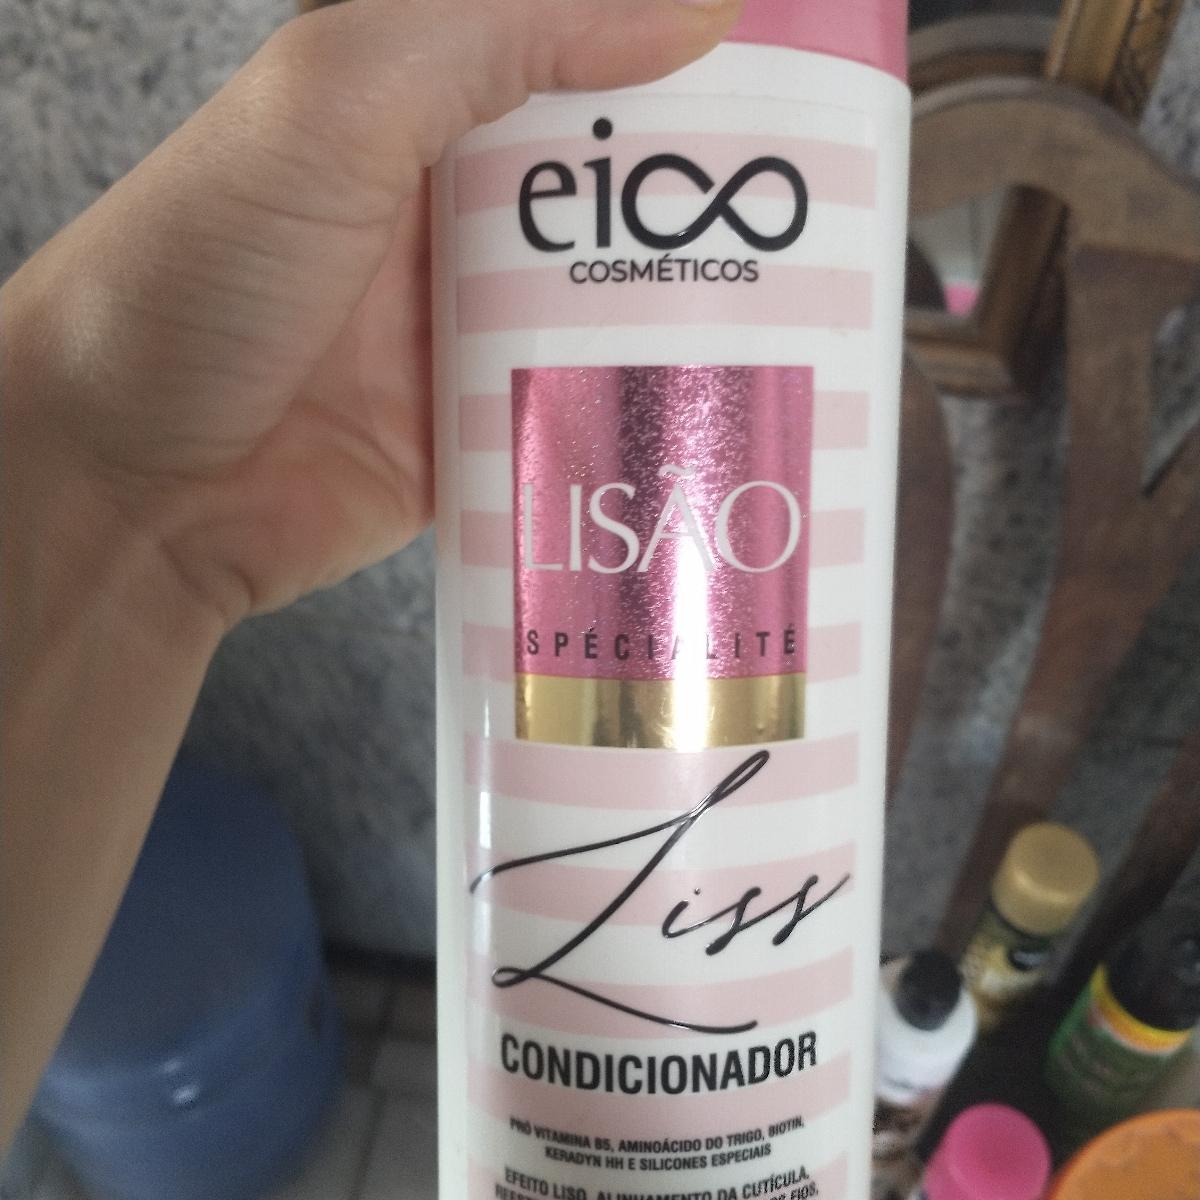 eico
COSMÉTICOS
LISÃO
SPÉCIALITÉ
Liss
CONDICIONADOR
PRÓ VITAMINA B5, AMINOÁCIDO DO TRIGO, BIOTIN,
KERADYN HH E SILICONES ESPECIAIS
EFEITO LISO, ALINHAMENTO DA CUTÍCULA,
FIOS,